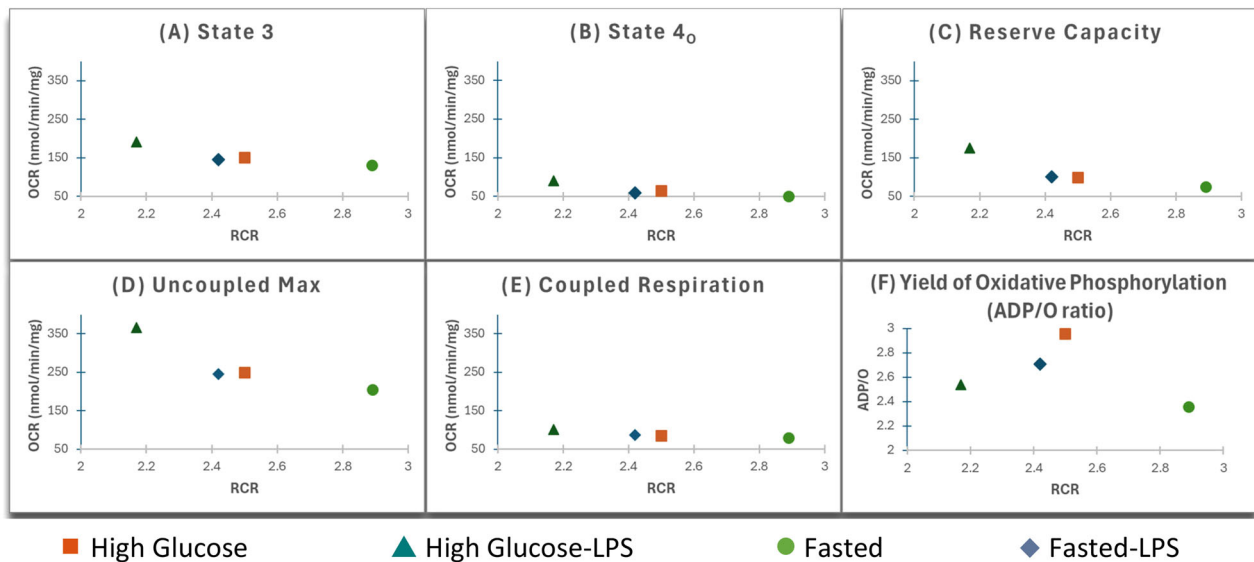 (A) State 3
OCR (nmol/min/mg)
350
250
150
50
2
2.2
2.4
2.6
2.8
3
RCR
(B) State 4o
OCR (nmol/min/mg)
350
250
150
50
2
2.2
2.4
2.6
2.8
3
RCR
(C) Reserve Capacity
OCR (nmol/min/mg)
350
250
150
50
2
2.2
2.4
2.6
2.8
3
RCR
(D) Uncoupled Max
OCR (nmol/min/mg)
350
250
150
50
2
2.2
2.4
2.6
2.8
3
RCR
(E) Coupled Respiration
OCR (nmol/min/mg)
350
250
150
50
2
2.2
2.4
2.6
2.8
3
RCR
(F) Yield of Oxidative Phosphorylation
(ADP/O ratio)
ADP/O
3
2.8
2.6
2.4
2.2
2
2
2.2
2.4
2.6
2.8
3
RCR
High Glucose
High Glucose-LPS
Fasted
Fasted-LPS